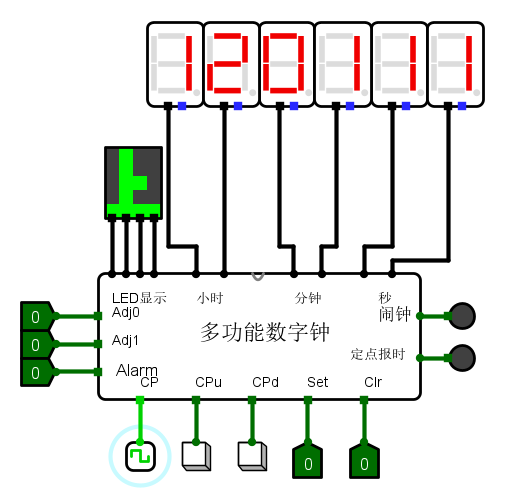 120111
LED显示 小时 分钟 秒
0 Adj0 闹钟
多功能数字钟
0 Adj1 定点报时
0 Alarm
CP CPu CPd Set Clr
0 0